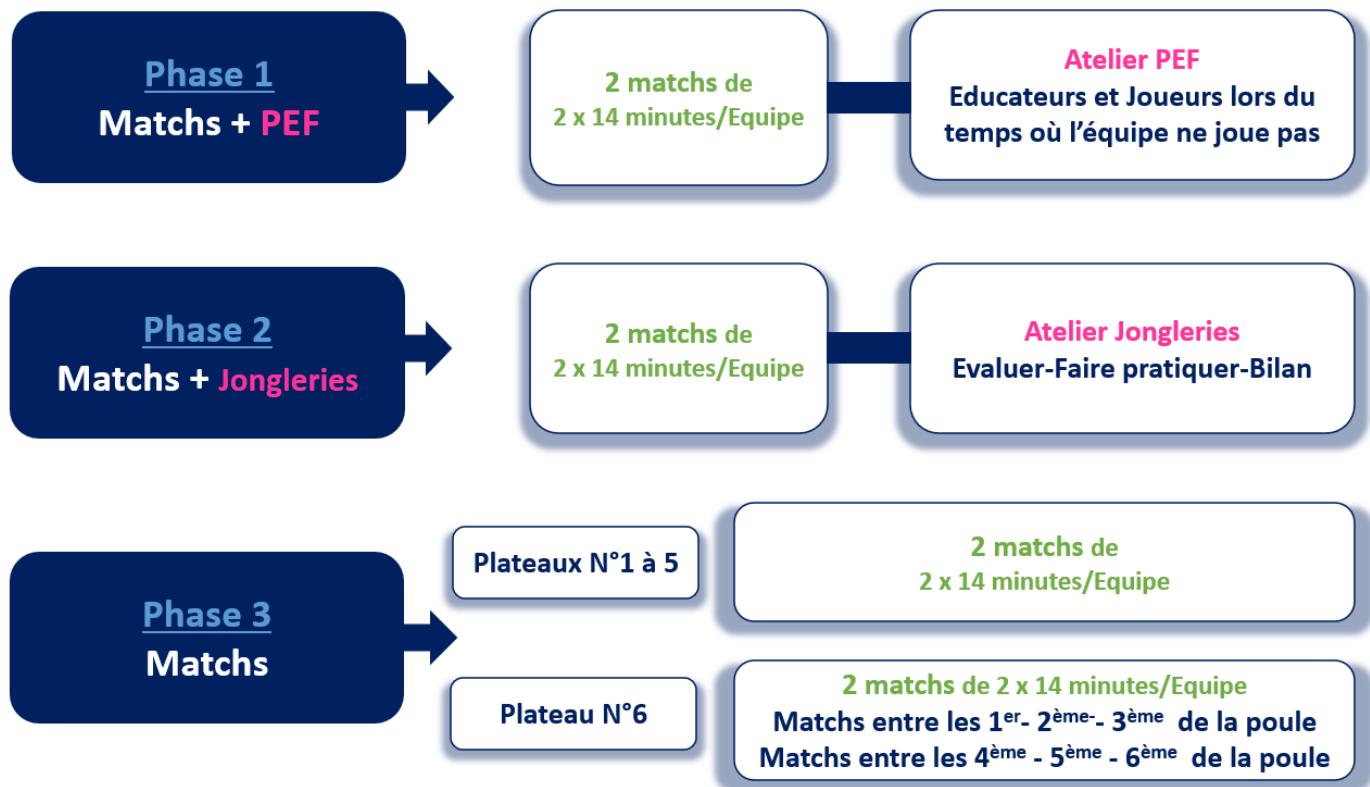 Phase 1
Matchs + PEF
2 matchs de
2 x 14 minutes/Equipe
Atelier PEF
Educateurs et Joueurs lors du
temps où l’équipe ne joue pas
Phase 2
Matchs + Jongleries
2 matchs de
2 x 14 minutes/Equipe
Atelier Jongleries
Evaluer-Faire pratiquer-Bilan
Phase 3
Matchs
Plateaux N°1 à 5
2 matchs de
2 x 14 minutes/Equipe
Plateau N°6
2 matchs de 2 x 14 minutes/Equipe
Matchs entre les 1er- 2ème- 3ème de la poule
Matchs entre les 4ème - 5ème - 6ème de la poule